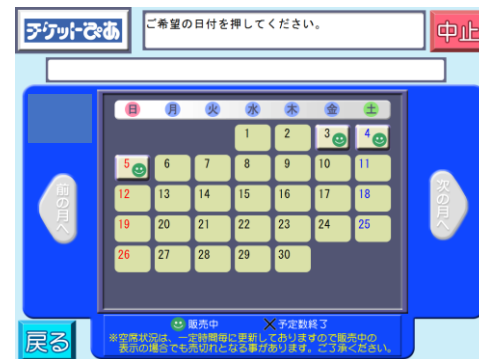 チケットぴあ
ご希望の日付を押してください。
中止
日 月 火 水 木 金 土
1 2 3 4
5 6 7 8 9 10 11
12 13 14 15 16 17 18
19 20 21 22 23 24 25
26 27 28 29 30
前の月へ
次の月へ
販売中 ×予定数終了
※空席状況は、一定時間毎に更新しておりますので販売中の
表示の場合でも売切れとなる事があります。ご了承ください。
戻る